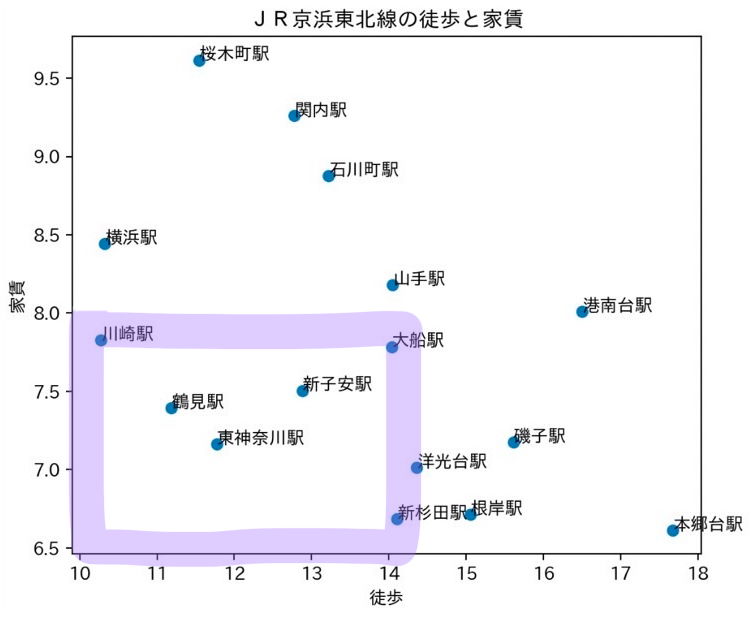 ＪＲ京浜東北線の徒歩と家賃
桜木町駅
9.5
関内駅
9.0
石川町駅
8.5
横浜駅
山手駅
港南台駅
8.0
家賃
川崎駅
大船駅
7.5
新子安駅
鶴見駅
東神奈川駅
磯子駅
7.0
洋光台駅
新杉田駅
根岸駅
本郷台駅
6.5
10 11 12 13 14 15 16 17 18
徒歩